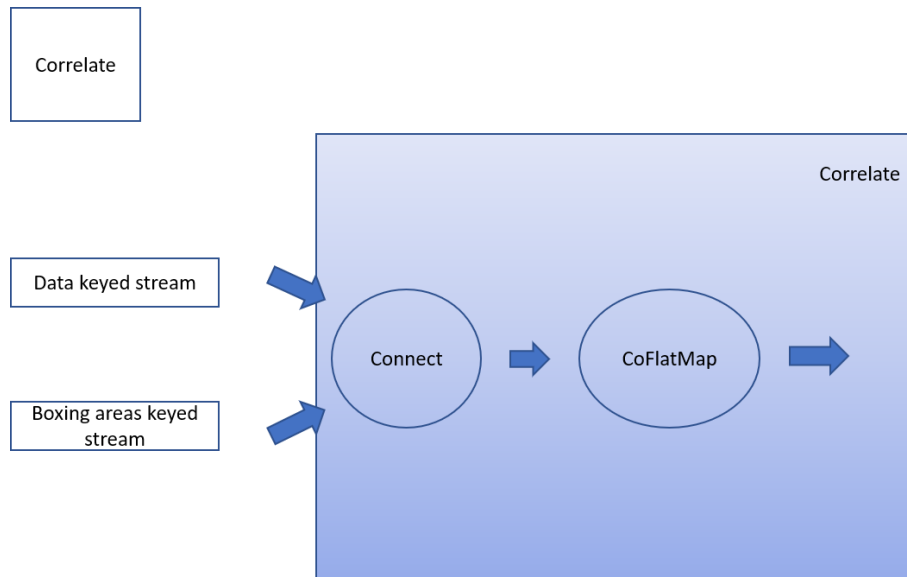 Correlate
Correlate
Data keyed stream
Connect
CoFlatMap
Boxing areas keyed
stream